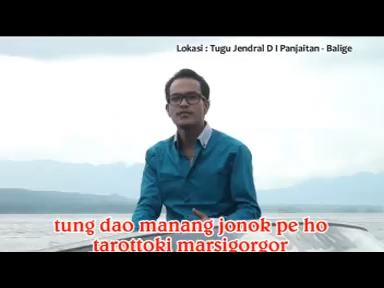 Lokasi : Tugu Jendral D I Panjaitan - Balige
tung dao manang jonok pe ho
tarottoki marsigorgor